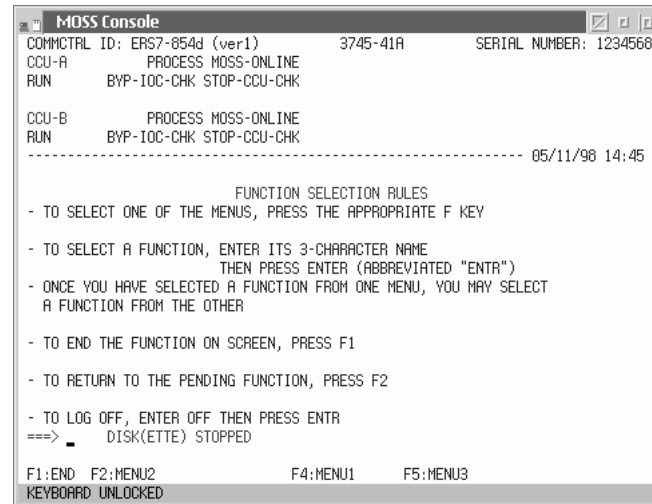 MOSS Console
COMMCTRL ID: ERS7-854d (ver1) 3745-41A SERIAL NUMBER: 1234568
CCU-A PROCESS MOSS-ONLINE
RUN BYP-IOC-CHK STOP-CCU-CHK
CCU-B PROCESS MOSS-ONLINE
RUN BYP-IOC-CHK STOP-CCU-CHK
-------------------------------------------------------------- 05/11/98 14:45
FUNCTION SELECTION RULES
- TO SELECT ONE OF THE MENUS, PRESS THE APPROPRIATE F KEY
- TO SELECT A FUNCTION, ENTER ITS 3-CHARACTER NAME
THEN PRESS ENTER (ABBREVIATED "ENTR")
- ONCE YOU HAVE SELECTED A FUNCTION FROM ONE MENU, YOU MAY SELECT
A FUNCTION FROM THE OTHER
- TO END THE FUNCTION ON SCREEN, PRESS F1
- TO RETURN TO THE PENDING FUNCTION, PRESS F2
- TO LOG OFF, ENTER OFF THEN PRESS ENTR
===> _ DISK(ETTE) STOPPED
F1:END F2:MENU2 F4:MENU1 F5:MENU3
KEYBOARD UNLOCKED